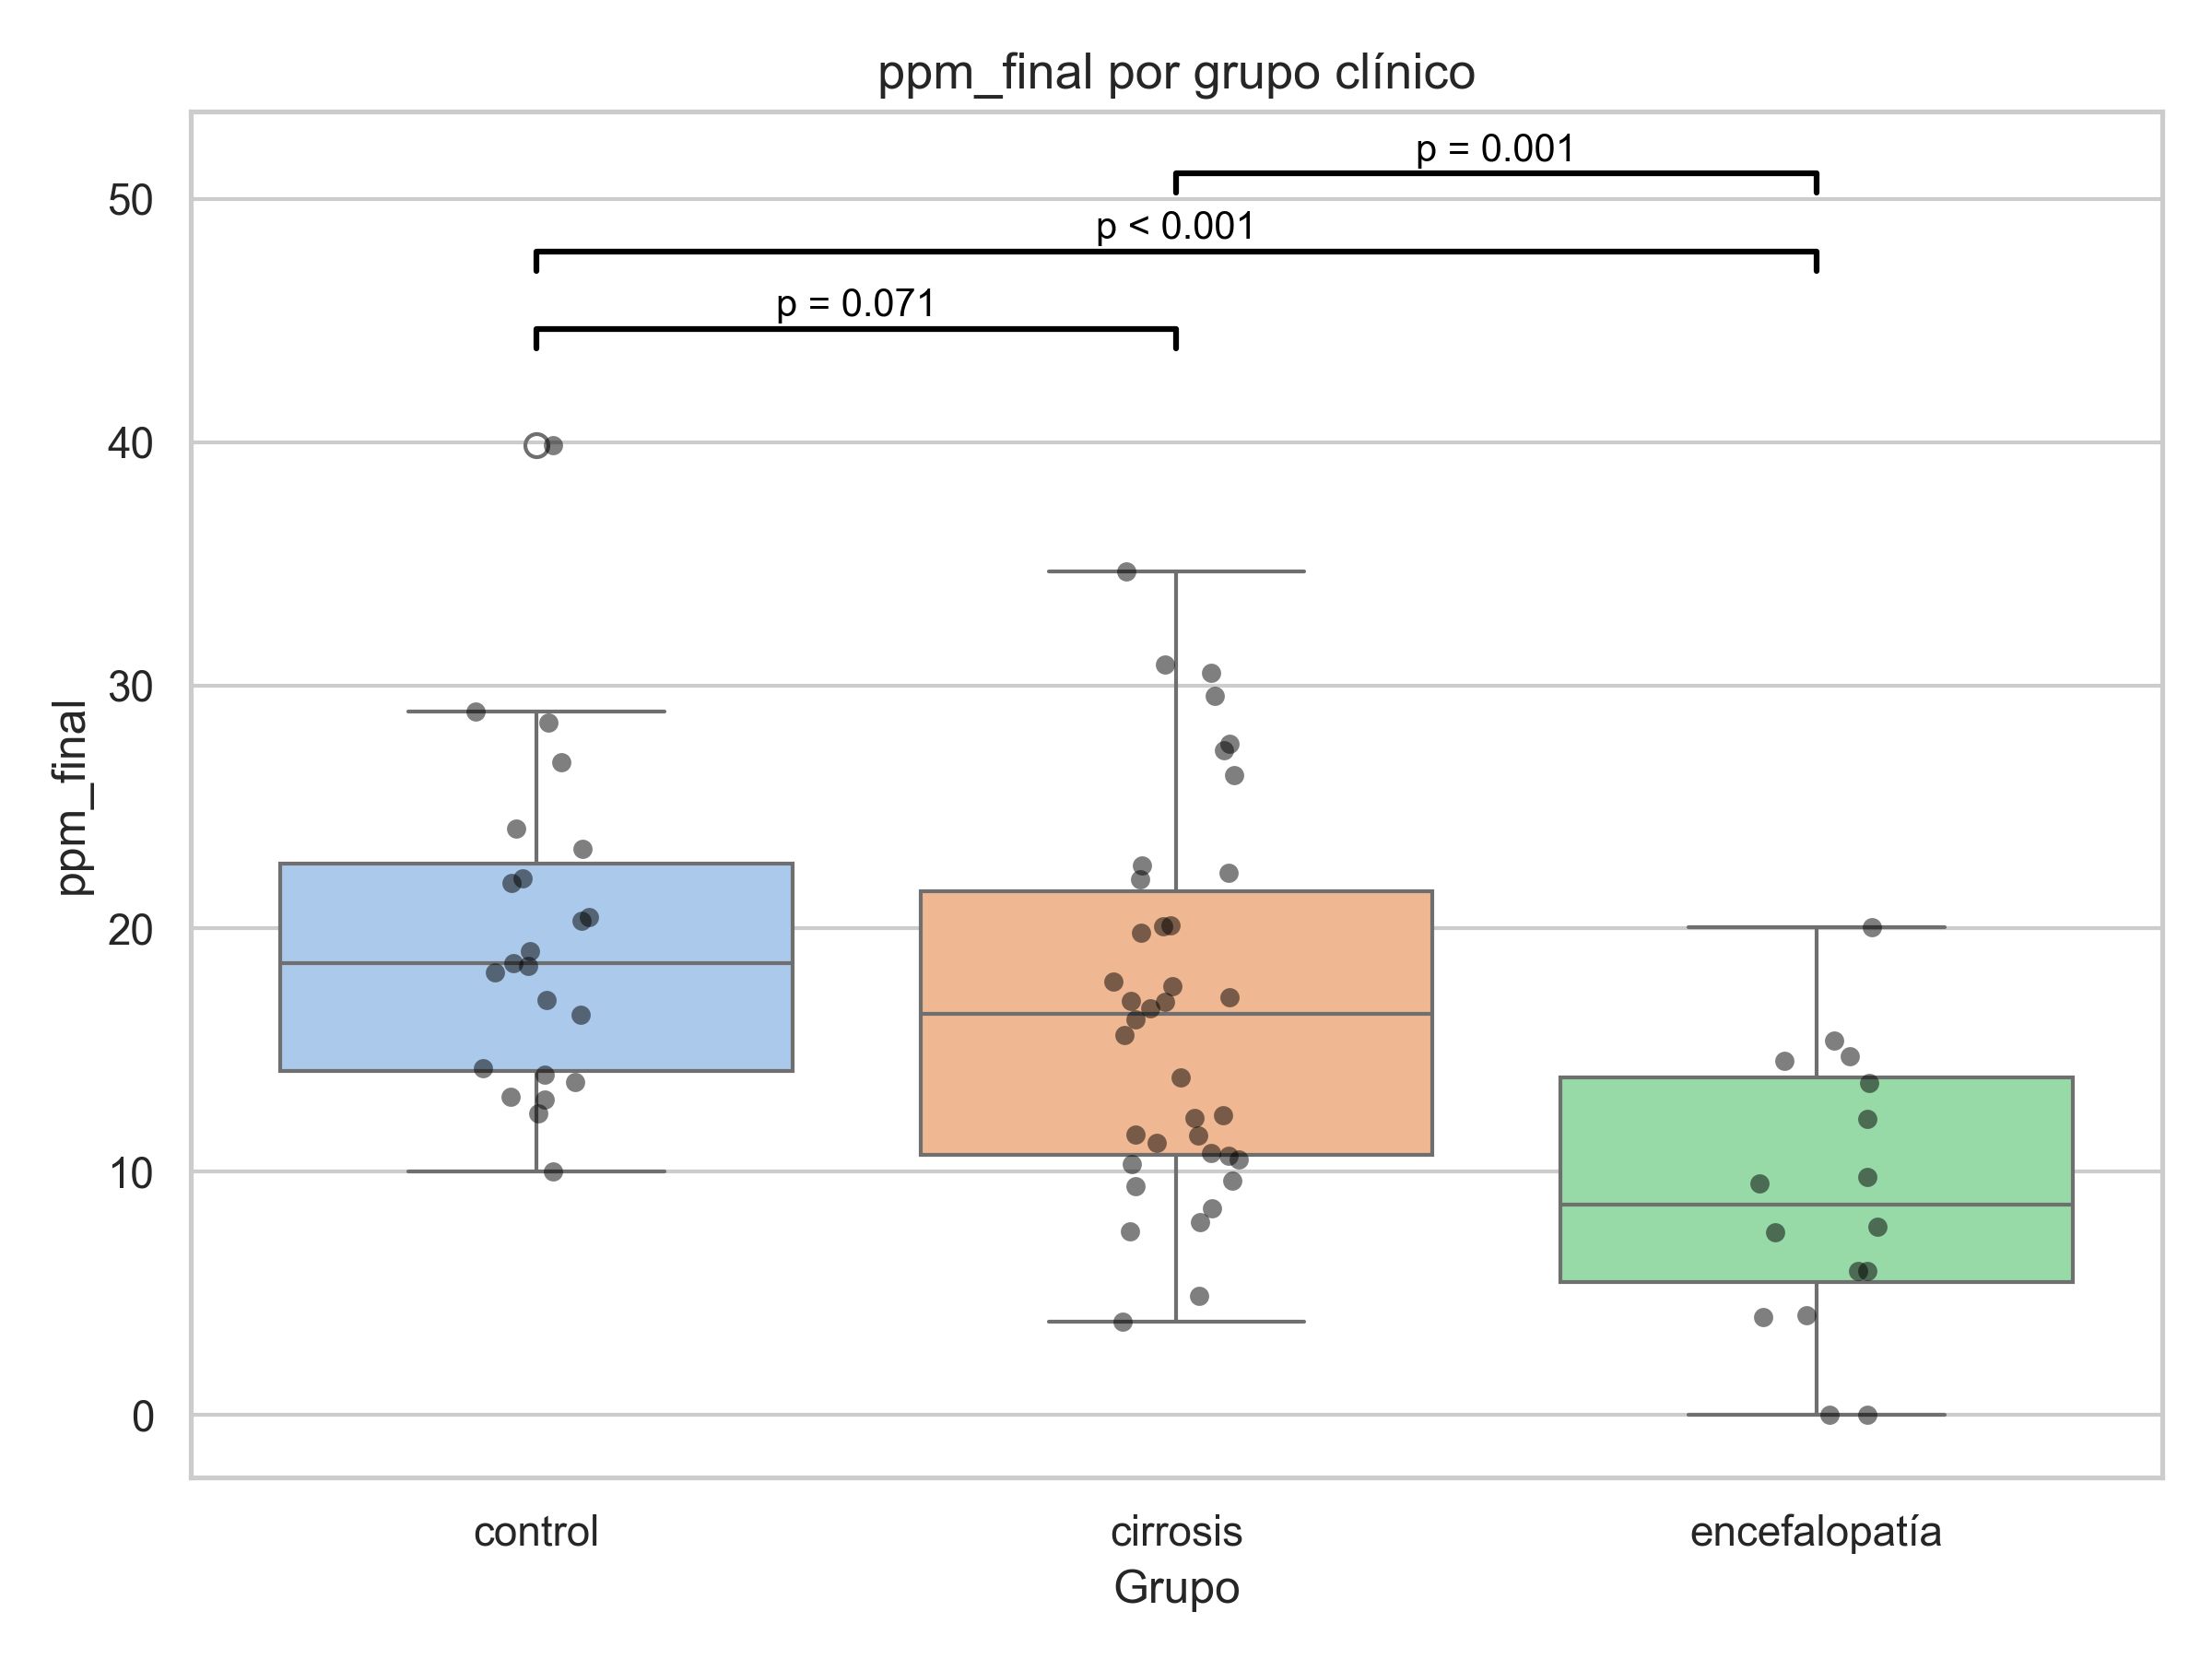 ppm_final por grupo clínico
p = 0.001
p < 0.001
p = 0.071
50
40
30
20
10
0
ppm_final
control
cirrosis
encefalopatía
Grupo